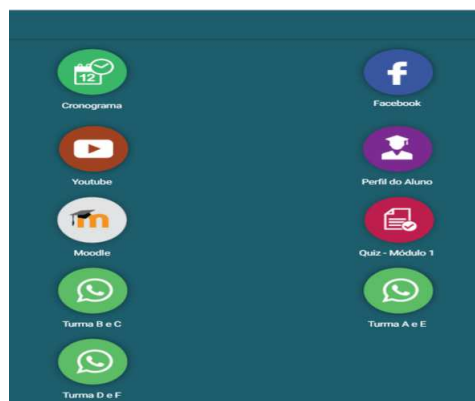 12
Cronograma
f
Facebook
Youtube
Perfil do Aluno
m
Moodle
Quiz - Módulo 1
Turma B e C
Turma A e E
Turma D e F